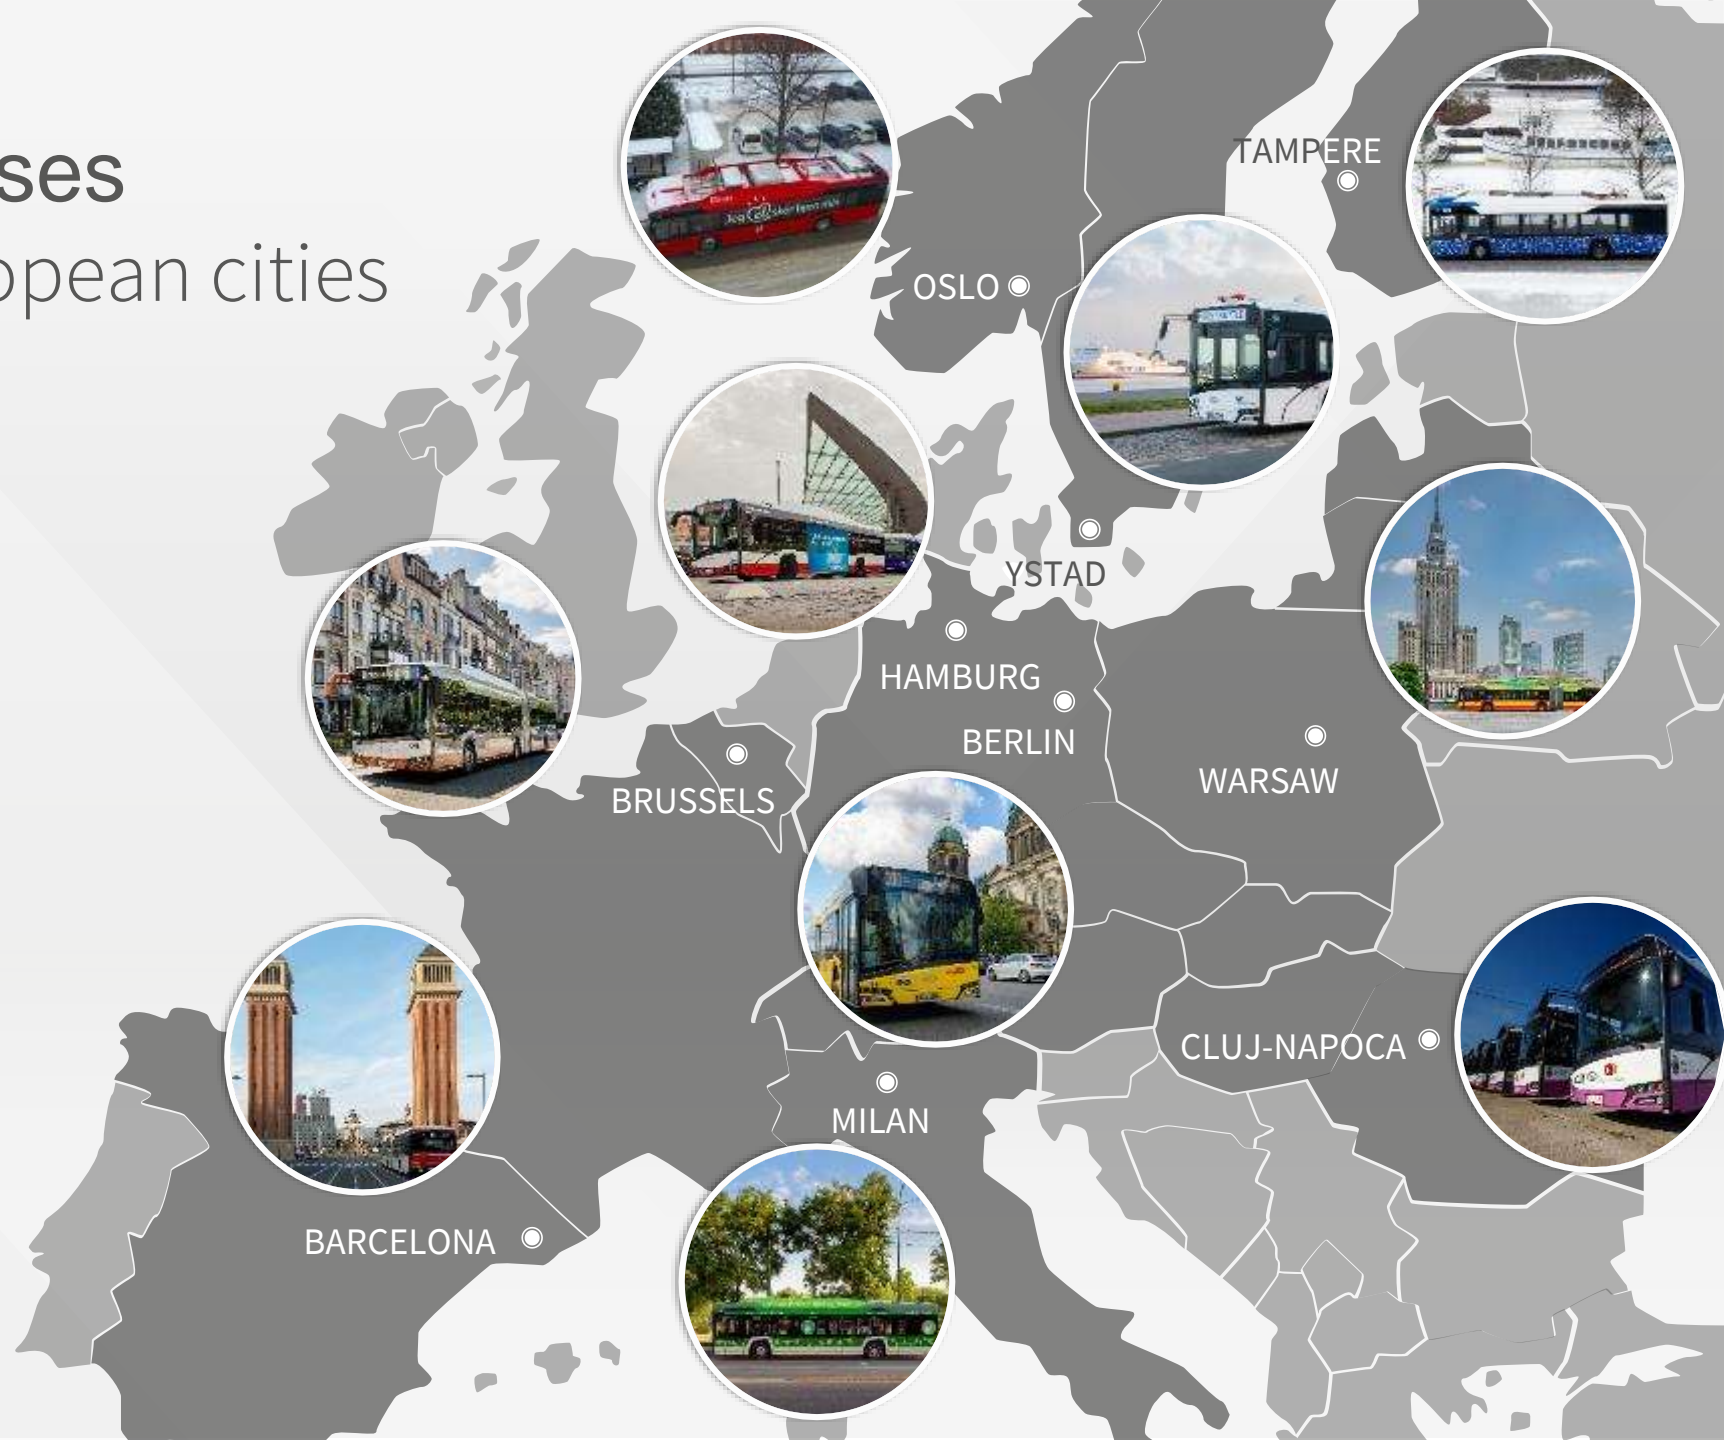 ses
opean cities
TAMPERE
OSLO
YSTAD
HAMBURG
BERLIN
WARSAW
BRUSSELS
CLUJ-NAPOCA
MILAN
BARCELONA